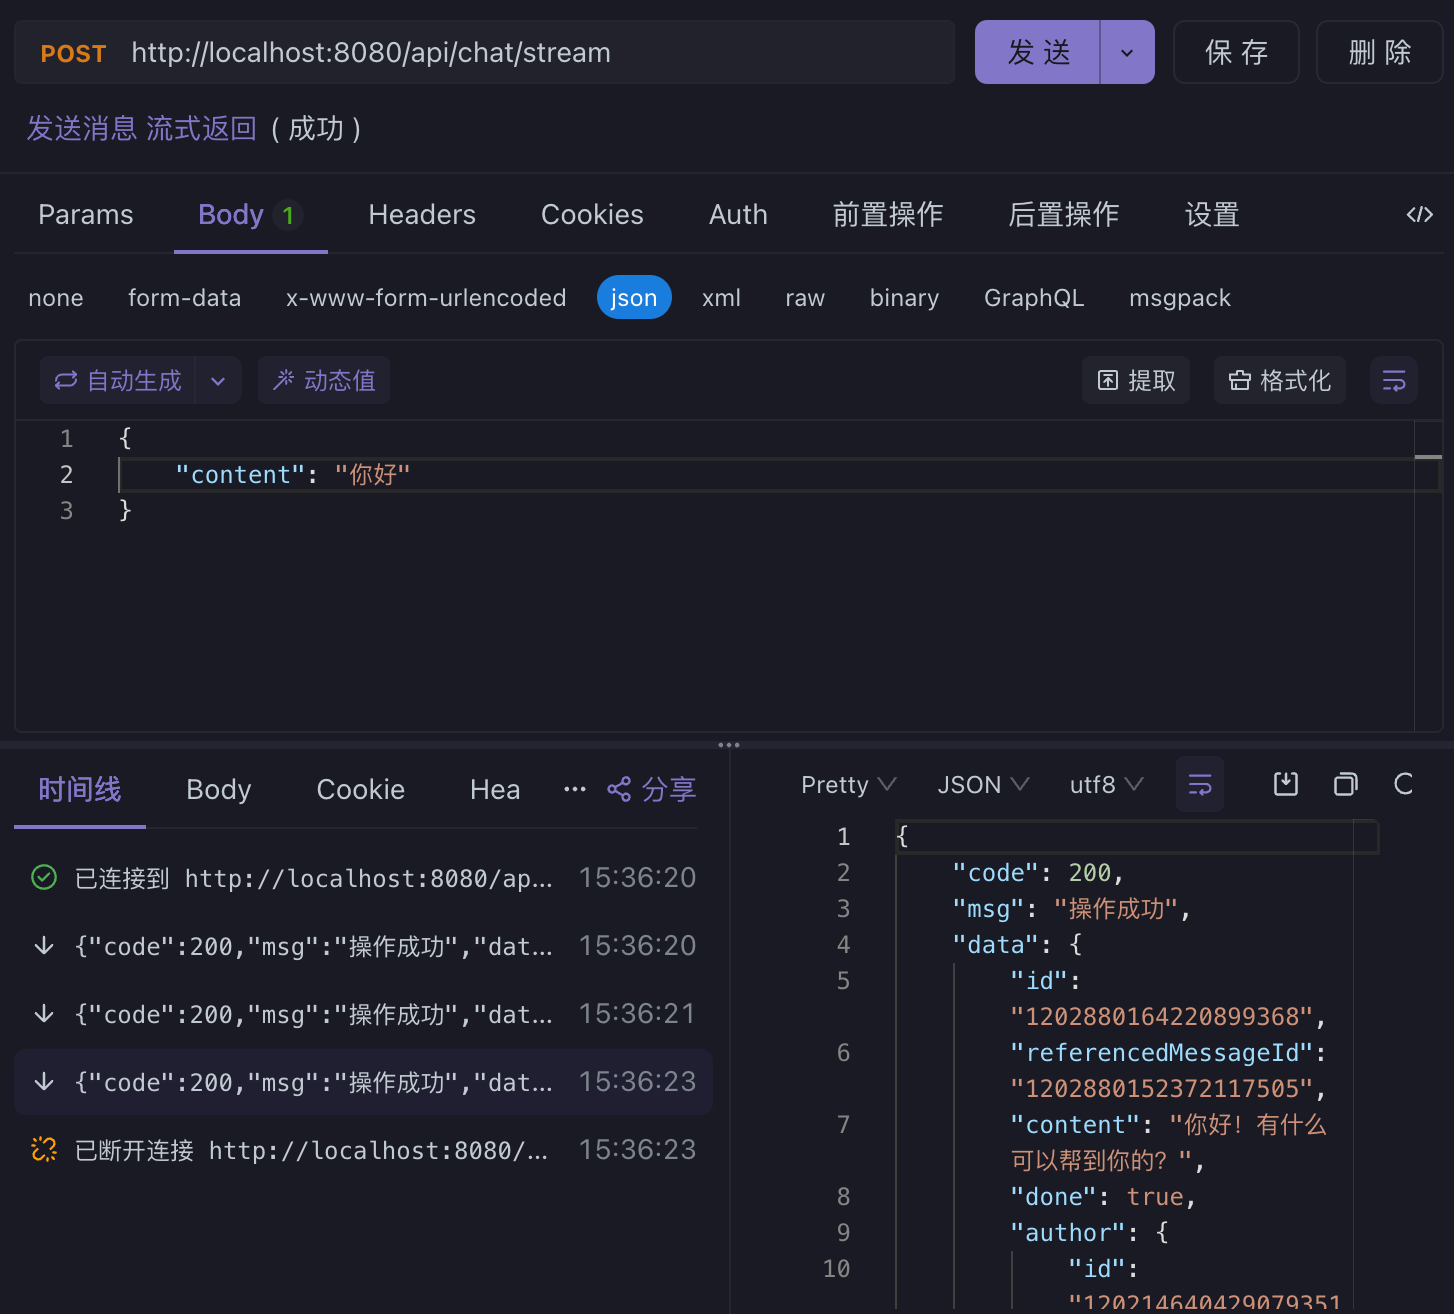 POST http://localhost:8080/api/chat/stream 发 送 保 存 删 除
发送消息 流式返回 ( 成功 )
Params Body 1 Headers Cookies Auth 前置操作 后置操作 设置 </>
none form-data x-www-form-urlencoded json xml raw binary GraphQL msgpack
自动生成 动态值 提取 格式化
1 {
2 "content": "你好"
3 }
时间线 Body Cookie Hea ··· 分享
已连接到 http://localhost:8080/ap... 15:36:20
{"code":200,"msg":"操作成功","dat... 15:36:20
{"code":200,"msg":"操作成功","dat... 15:36:21
{"code":200,"msg":"操作成功","dat... 15:36:23
已断开连接 http://localhost:8080/... 15:36:23
Pretty JSON utf8
1 {
2 "code": 200,
3 "msg": "操作成功",
4 "data": {
5 "id":
"1202880164220899368",
6 "referencedMessageId":
"1202880152372117505",
7 "content": "你好！有什么
可以帮到你的？",
8 "done": true,
9 "author": {
10 "id":
"120214640429079351